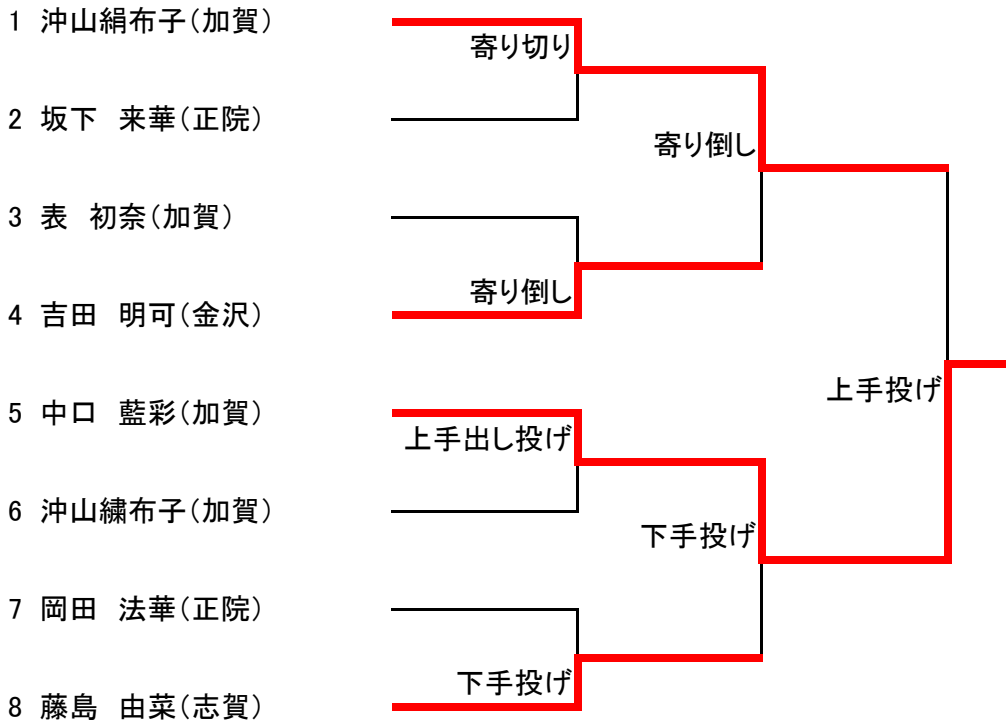 1 沖山絹布子(加賀)
寄り切り
2 坂下　来華(正院)
寄り倒し
3 表　初奈(加賀)
寄り倒し
4 吉田　明可(金沢)
上手投げ
5 中口　藍彩(加賀)
上手出し投げ
6 沖山繍布子(加賀)
下手投げ
7 岡田　法華(正院)
下手投げ
8 藤島　由菜(志賀)